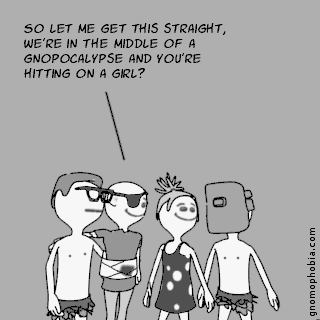 SO LET ME GET THIS STRAIGHT,
WE'RE IN THE MIDDLE OF A
GNOPOCALYPSE AND YOU'RE
HITTING ON A GIRL?
gnomophobia.com